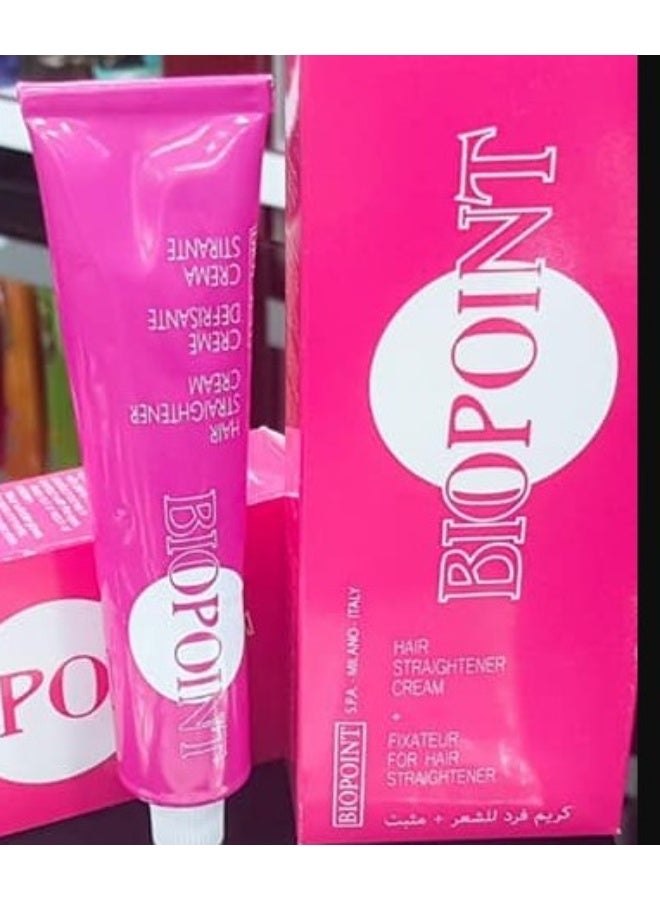 CREMA
STIRANTE
CREME
DEFRISANTE
HAIR
STRAIGHTENER
CREAM
BIOPOINT
PO
BIOPOINT
HAIR
STRAIGHTENER
CREAM
+
FIXATEUR
FOR HAIR
STRAIGHTENER
كريم فرد للشعر + مثبت
BIOPOINT S.P.A. - MILANO - ITALY